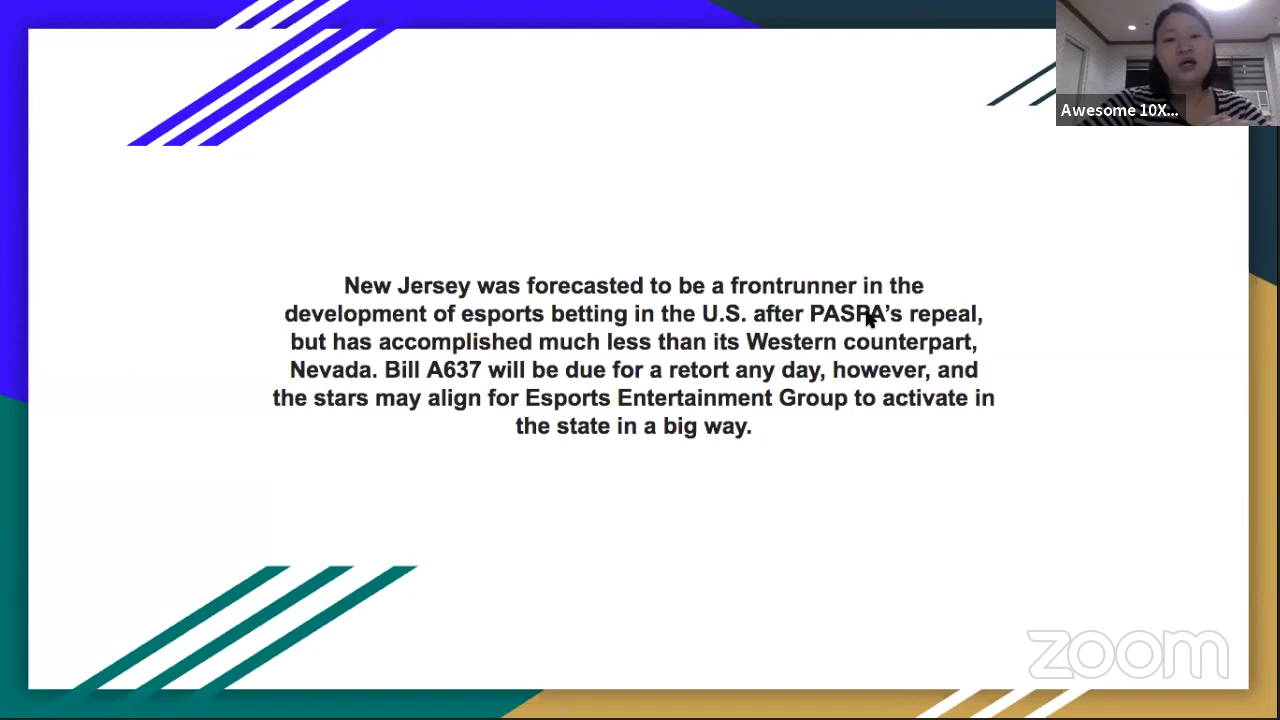 Awesome 10X...
New Jersey was forecasted to be a frontrunner in the
development of esports betting in the U.S. after PASPA's repeal,
but has accomplished much less than its Western counterpart,
Nevada. Bill A637 will be due for a retort any day, however, and
the stars may align for Esports Entertainment Group to activate in
the state in a big way.
zoom